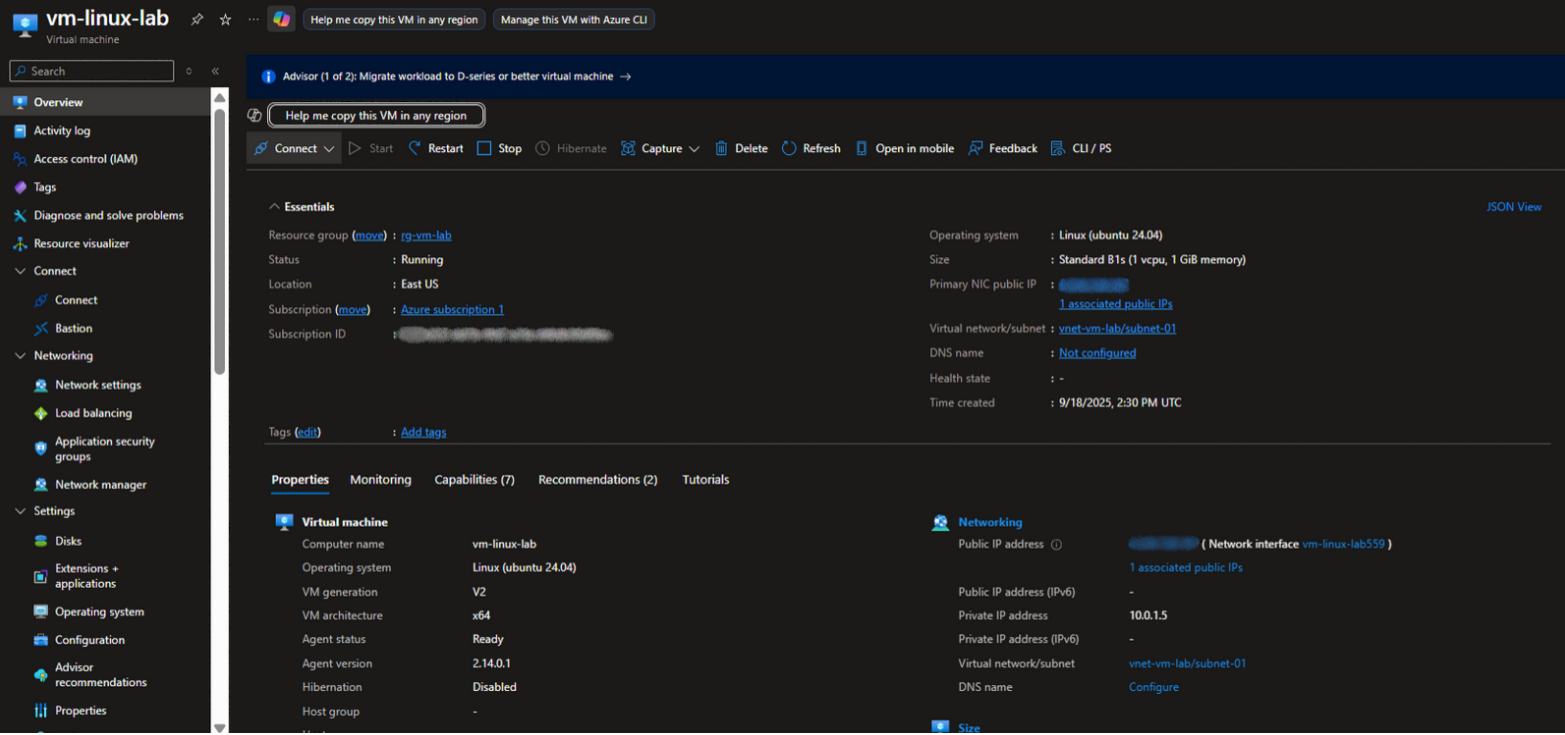 vm-linux-lab
Virtual machine
Help me copy this VM in any region
Manage this VM with Azure CLI
Search
Overview
Activity log
Access control (IAM)
Tags
Diagnose and solve problems
Resource visualizer
Connect
Connect
Bastion
Networking
Network settings
Load balancing
Application security
groups
Network manager
Settings
Disks
Extensions +
applications
Operating system
Configuration
Advisor
recommendations
Properties
Advisor (1 of 2): Migrate workload to D-series or better virtual machine →
Help me copy this VM in any region
Connect Start Restart Stop Hibernate Capture Delete Refresh Open in mobile Feedback CLI / PS
Essentials
JSON View
Resource group (move) : rg-vm-lab
Status : Running
Location : East US
Subscription (move) : Azure subscription 1
Subscription ID :
Operating system : Linux (ubuntu 24.04)
Size : Standard B1s (1 vcpu, 1 GiB memory)
Primary NIC public IP :
1 associated public IPs
Virtual network/subnet : vnet-vm-lab/subnet-01
DNS name : Not configured
Health state : -
Time created : 9/18/2025, 2:30 PM UTC
Tags (edit) : Add tags
Properties Monitoring Capabilities (7) Recommendations (2) Tutorials
Virtual machine
Computer name vm-linux-lab
Operating system Linux (ubuntu 24.04)
VM generation V2
VM architecture x64
Agent status Ready
Agent version 2.14.0.1
Hibernation Disabled
Host group -
Networking
Public IP address ( Network interface vm-linux-lab559 )
1 associated public IPs
Public IP address (IPv6) -
Private IP address 10.0.1.5
Private IP address (IPv6) -
Virtual network/subnet vnet-vm-lab/subnet-01
DNS name Configure
Size